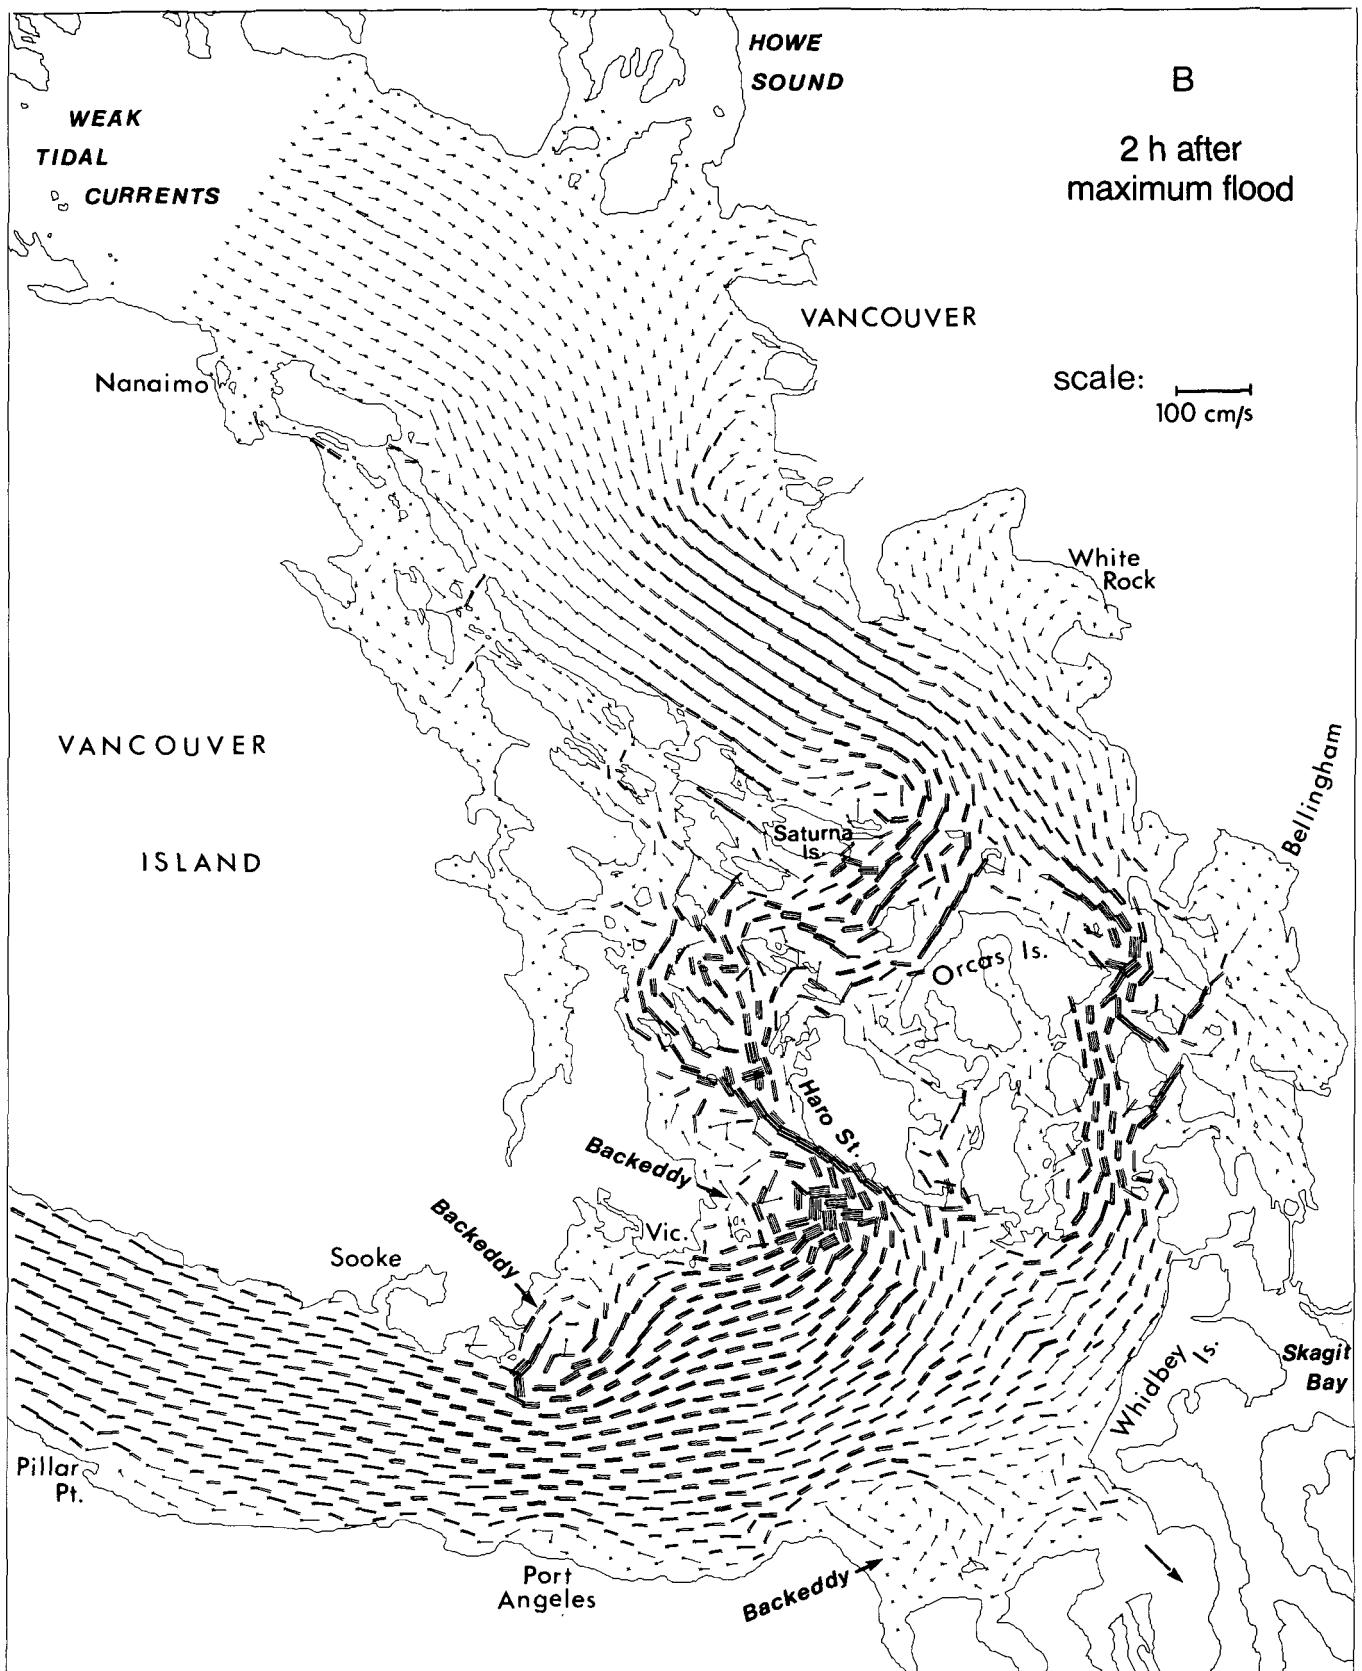 HOWE
SOUND
B
WEAK
TIDAL
CURRENTS
2 h after
maximum flood
VANCOUVER
Nanaimo
scale:
100 cm/s
White
Rock
VANCOUVER
ISLAND
Bellingham
Saturna
Is.
Orcas Is.
Haro St.
Backeddy
Backeddy
Vic.
Sooke
Whidbey Is.
Skagit
Bay
Pillar
Pt.
Port
Angeles
Backeddy